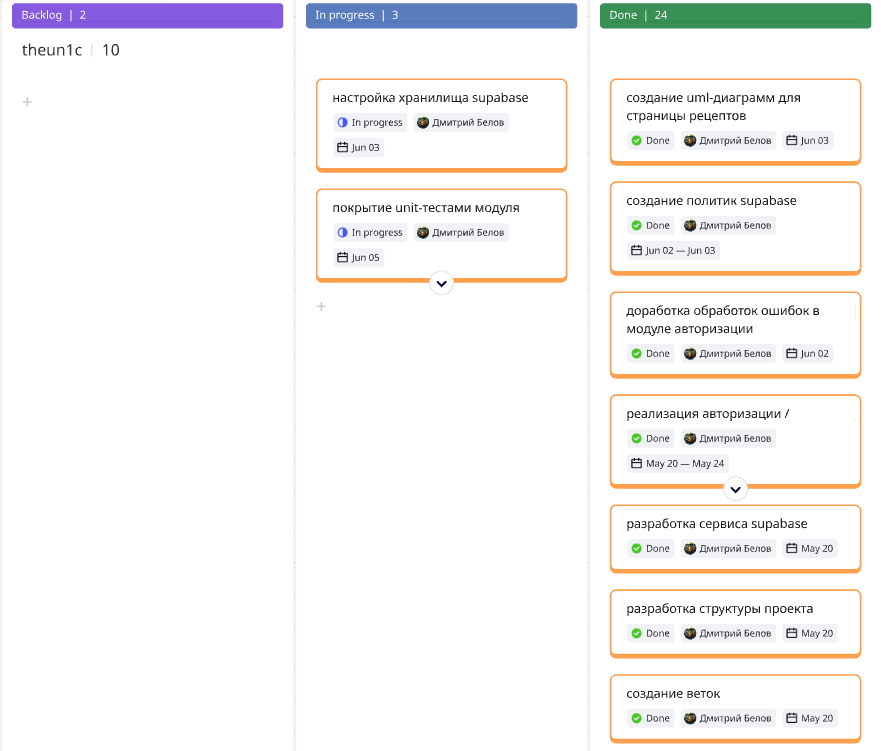 Backlog | 2
theun1c | 10
In progress | 3
настройка хранилища supabase
In progress Дмитрий Белов
Jun 03
покрытие unit-тестами модуля
In progress Дмитрий Белов
Jun 05
Done | 24
создание uml-диаграмм для
страницы рецептов
Done Дмитрий Белов Jun 03
создание политик supabase
Done Дмитрий Белов
Jun 02 — Jun 03
доработка обработок ошибок в
модуле авторизации
Done Дмитрий Белов Jun 02
реализация авторизации /
Done Дмитрий Белов
May 20 — May 24
разработка сервиса supabase
Done Дмитрий Белов May 20
разработка структуры проекта
Done Дмитрий Белов May 20
создание веток
Done Дмитрий Белов May 20